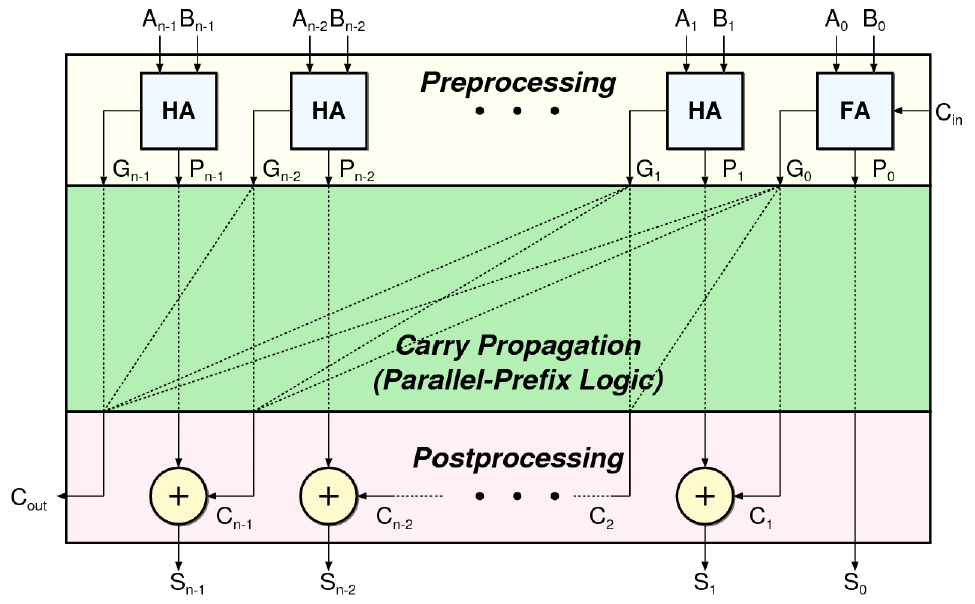 Aₙ₋₁ Bₙ₋₁ Aₙ₋₂ Bₙ₋₂ A₁ B₁ A₀ B₀
Preprocessing
HA HA • • • HA FA Cᵢₙ
Gₙ₋₁ Pₙ₋₁ Gₙ₋₂ Pₙ₋₂ G₁ P₁ G₀ P₀
Carry Propagation
(Parallel-Prefix Logic)
Postprocessing
Cₒᵤₜ + + • • • +
Cₙ₋₁ Cₙ₋₂ C₂ C₁
Sₙ₋₁ Sₙ₋₂ S₁ S₀